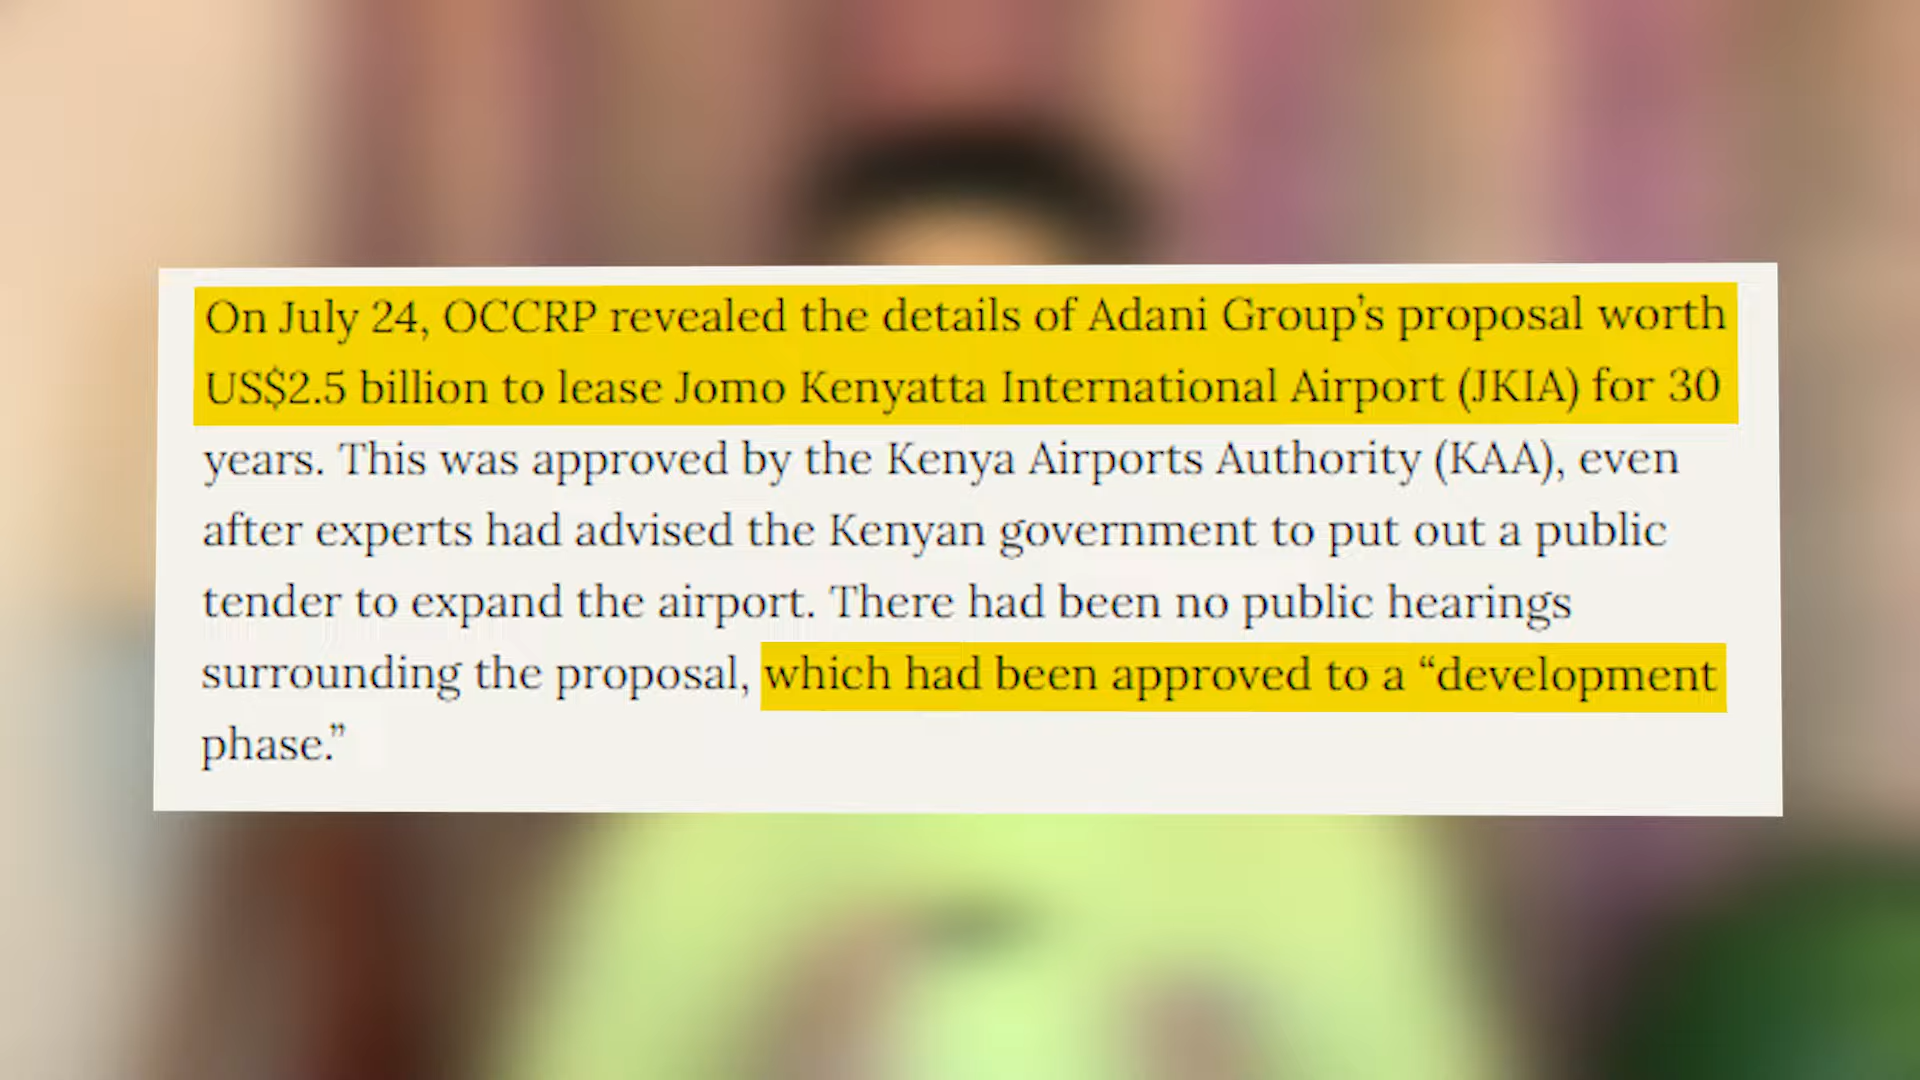 On July 24, OCCRP revealed the details of Adani Group’s proposal worth
US$2.5 billion to lease Jomo Kenyatta International Airport (JKIA) for 30
years. This was approved by the Kenya Airports Authority (KAA), even
after experts had advised the Kenyan government to put out a public
tender to expand the airport. There had been no public hearings
surrounding the proposal, which had been approved to a “development
phase.”